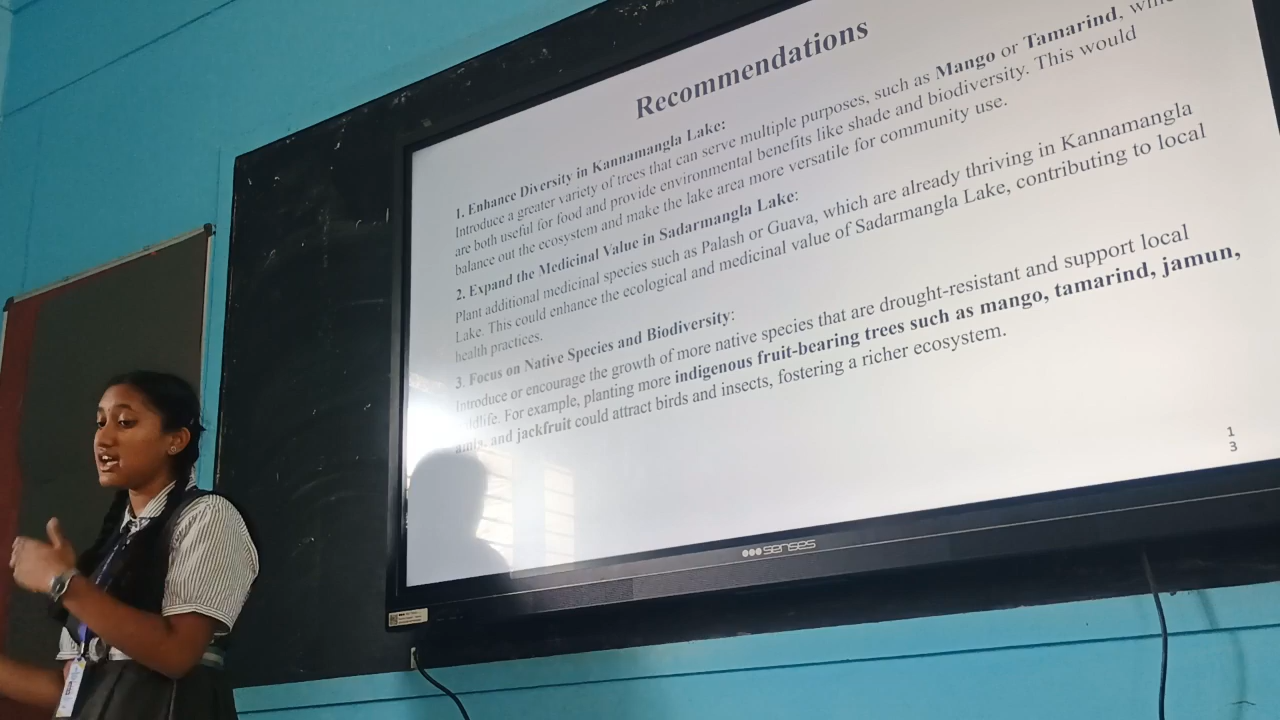 Recommendations
1. Enhance Diversity in Kannamangla Lake:
Introduce a greater variety of trees that can serve multiple purposes, such as Mango or Tamarind,
are both useful for food and provide environmental benefits like shade and biodiversity. This would
balance out the ecosystem and make the lake area more versatile for community use.
2. Expand the Medicinal Value in Sadarmangla Lake:
Plant additional medicinal species such as Palash or Guava, which are already thriving in Kannamangla
Lake. This could enhance the ecological and medicinal value of Sadarmangla Lake, contributing to local
health practices.
3. Focus on Native Species and Biodiversity:
Introduce or encourage the growth of more native species that are drought-resistant and support local
wildlife. For example, planting more indigenous fruit-bearing trees such as mango, tamarind, jamun,
amla, and jackfruit could attract birds and insects, fostering a richer ecosystem.
1
3
senses